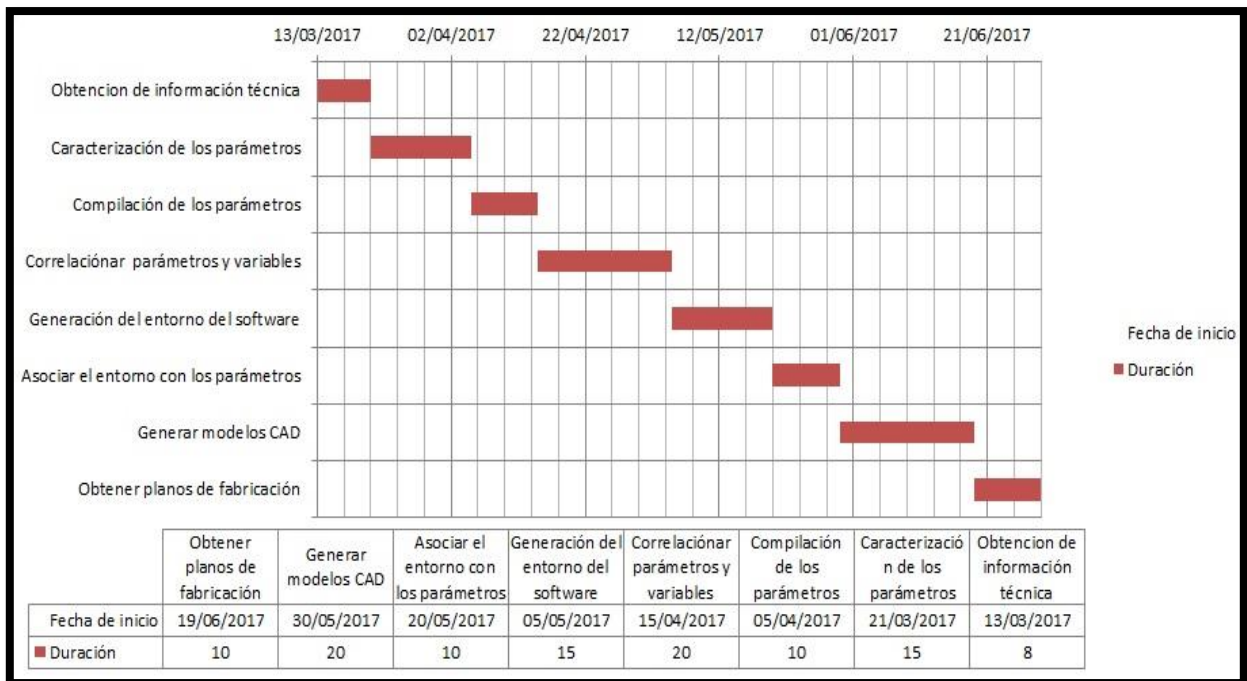 13/03/2017 02/04/2017 22/04/2017 12/05/2017 01/06/2017 21/06/2017
Obtencion de información técnica
Caracterización de los parámetros
Compilación de los parámetros
Correlaciónar parámetros y variables
Generación del entorno del software
Asociar el entorno con los parámetros
Generar modelos CAD
Obtener planos de fabricación
Fecha de inicio
Duración
Obtener planos de fabricación Generar modelos CAD Asociar el entorno con los parámetros Generación del entorno del software Correlaciónar parámetros y variables Compilación de los parámetros Caracterizació n de los parámetros Obtencion de información técnica
Fecha de inicio 19/06/2017 30/05/2017 20/05/2017 05/05/2017 15/04/2017 05/04/2017 21/03/2017 13/03/2017
Duración 10 20 10 15 20 10 15 8